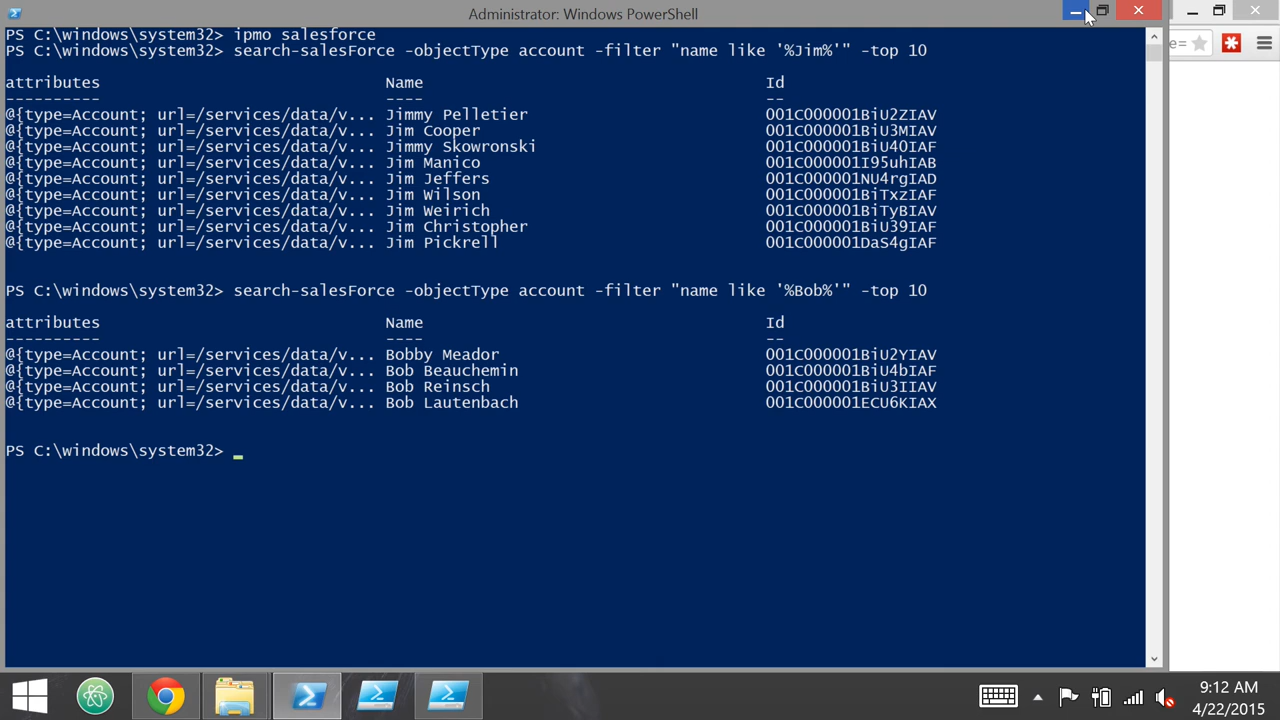 Administrator: Windows PowerShell
PS C:\windows\system32> ipmo salesforce
PS C:\windows\system32> search-salesForce -objectType account -filter "name like '%Jim%'" -top 10
attributes Name Id
---------- ---- --
@{type=Account; url=/services/data/v... Jimmy Pelletier 001C000001BiU2ZIAV
@{type=Account; url=/services/data/v... Jim Cooper 001C000001BiU3MIAV
@{type=Account; url=/services/data/v... Jimmy Skowronski 001C000001BiU4OIAF
@{type=Account; url=/services/data/v... Jim Manico 001C000001I95uhIAB
@{type=Account; url=/services/data/v... Jim Jeffers 001C000001NU4rgIAD
@{type=Account; url=/services/data/v... Jim Wilson 001C000001BiTxzIAF
@{type=Account; url=/services/data/v... Jim Weirich 001C000001BiTyBIAV
@{type=Account; url=/services/data/v... Jim Christopher 001C000001BiU39IAF
@{type=Account; url=/services/data/v... Jim Pickrell 001C000001DaS4gIAF
PS C:\windows\system32> search-salesForce -objectType account -filter "name like '%Bob%'" -top 10
attributes Name Id
---------- ---- --
@{type=Account; url=/services/data/v... Bobby Meador 001C000001BiU2YIAV
@{type=Account; url=/services/data/v... Bob Beauchemin 001C000001BiU4bIAF
@{type=Account; url=/services/data/v... Bob Reinsch 001C000001BiU3IIAV
@{type=Account; url=/services/data/v... Bob Lautenbach 001C000001ECU6KIAX
PS C:\windows\system32>
e=
9:12 AM
4/22/2015